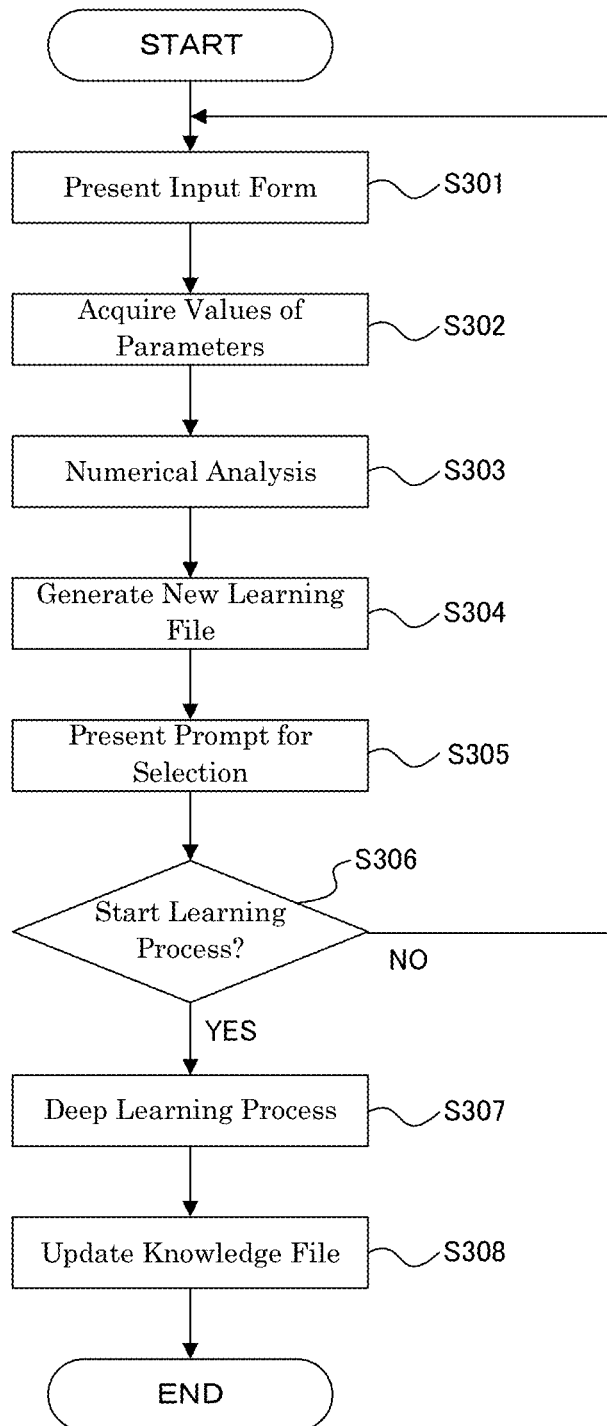 START
Present Input Form
S301
Acquire Values of
Parameters
S302
Numerical Analysis
S303
Generate New Learning
File
S304
Present Prompt for
Selection
S305
S306
Start Learning
Process?
NO
YES
Deep Learning Process
S307
Update Knowledge File
S308
END